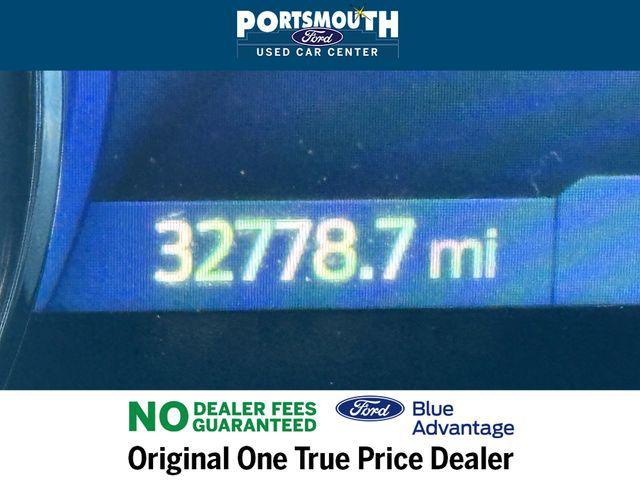 PORTSMOUTH
Ford
USED CAR CENTER
32778.7 mi
NO DEALER FEES
GUARANTEED
Ford
Blue
Advantage
Original One True Price Dealer